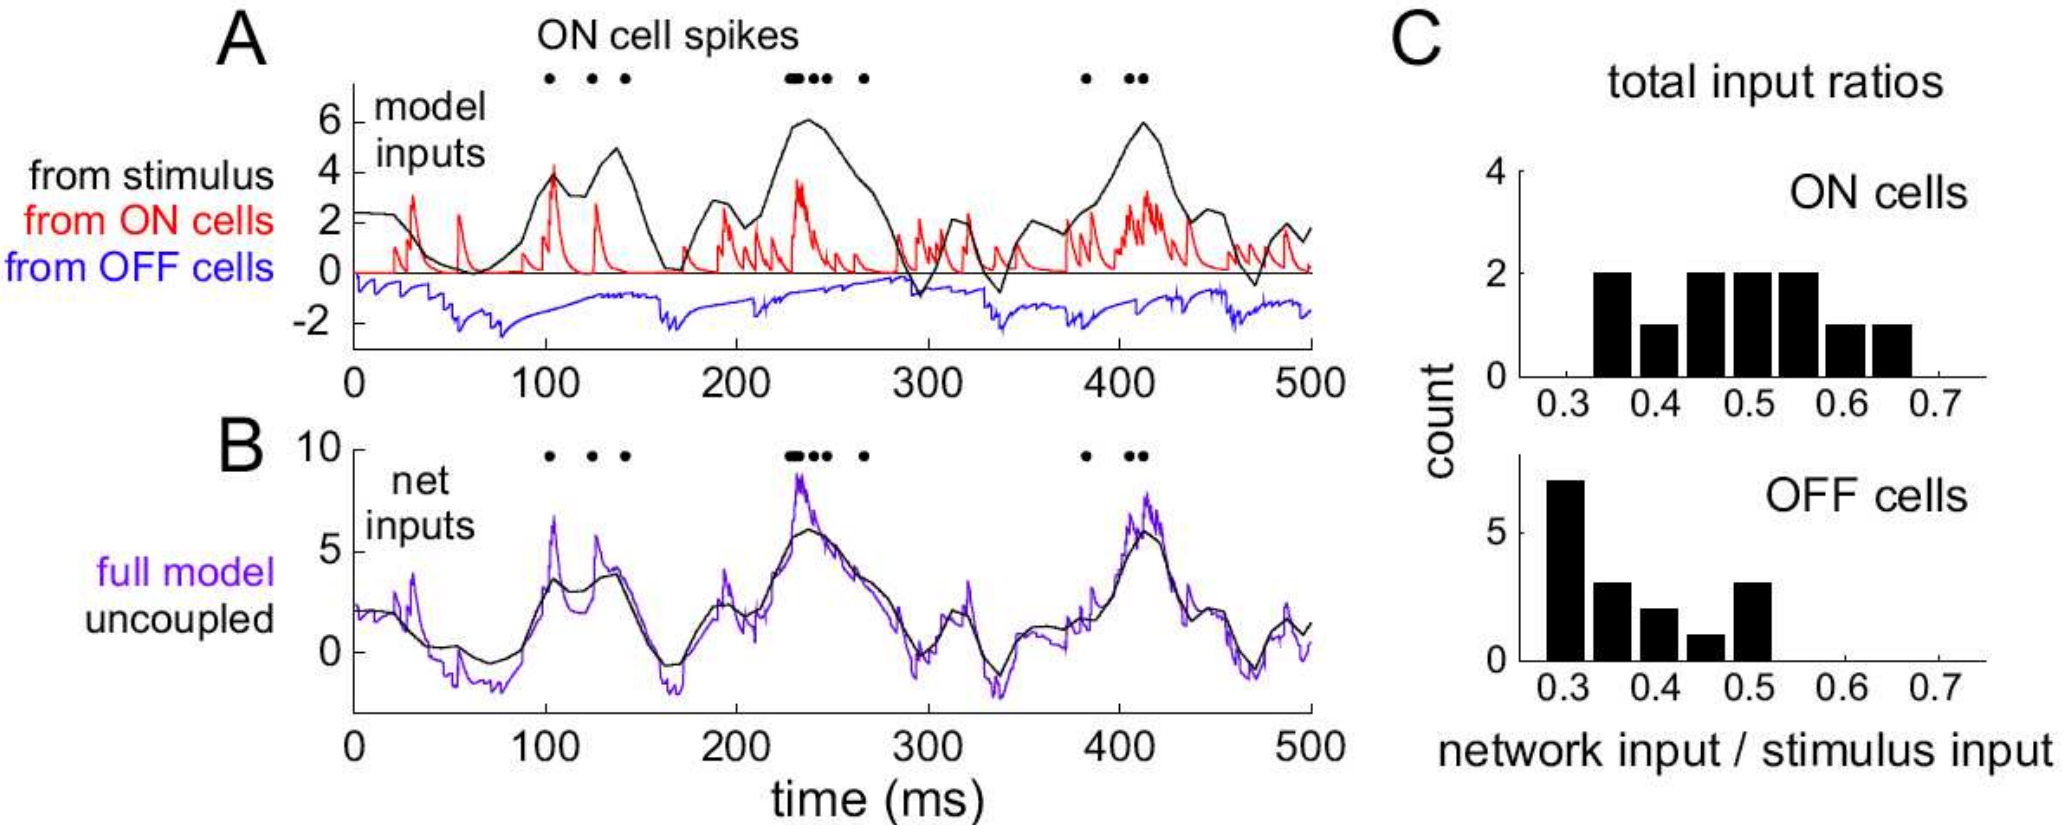 A
ON cell spikes
model
inputs
from stimulus
from ON cells
from OFF cells
6
4
2
0
-2
0 100 200 300 400 500
B
net
inputs
full model
uncoupled
10
5
0
0 100 200 300 400 500
time (ms)
C
total input ratios
ON cells
4
2
0
0.3 0.4 0.5 0.6 0.7
count
OFF cells
5
0
0.3 0.4 0.5 0.6 0.7
network input / stimulus input